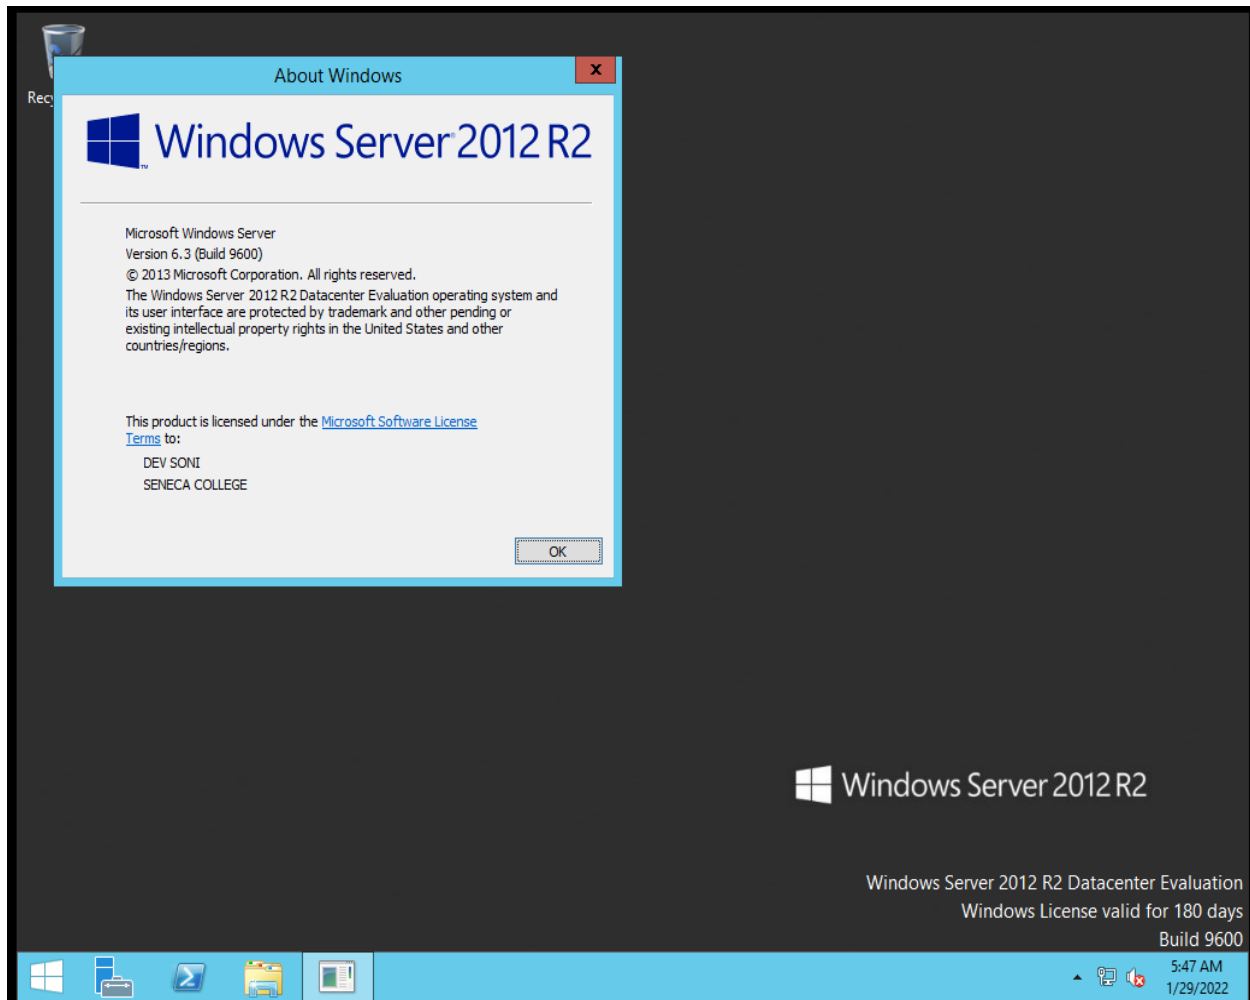 Recy
About Windows
x
Windows Server 2012 R2
Microsoft Windows Server
Version 6.3 (Build 9600)
© 2013 Microsoft Corporation. All rights reserved.
The Windows Server 2012 R2 Datacenter Evaluation operating system and
its user interface are protected by trademark and other pending or
existing intellectual property rights in the United States and other
countries/regions.
This product is licensed under the Microsoft Software License
Terms to:
DEV SONI
SENECA COLLEGE
OK
Windows Server 2012 R2
Windows Server 2012 R2 Datacenter Evaluation
Windows License valid for 180 days
Build 9600
5:47 AM
1/29/2022